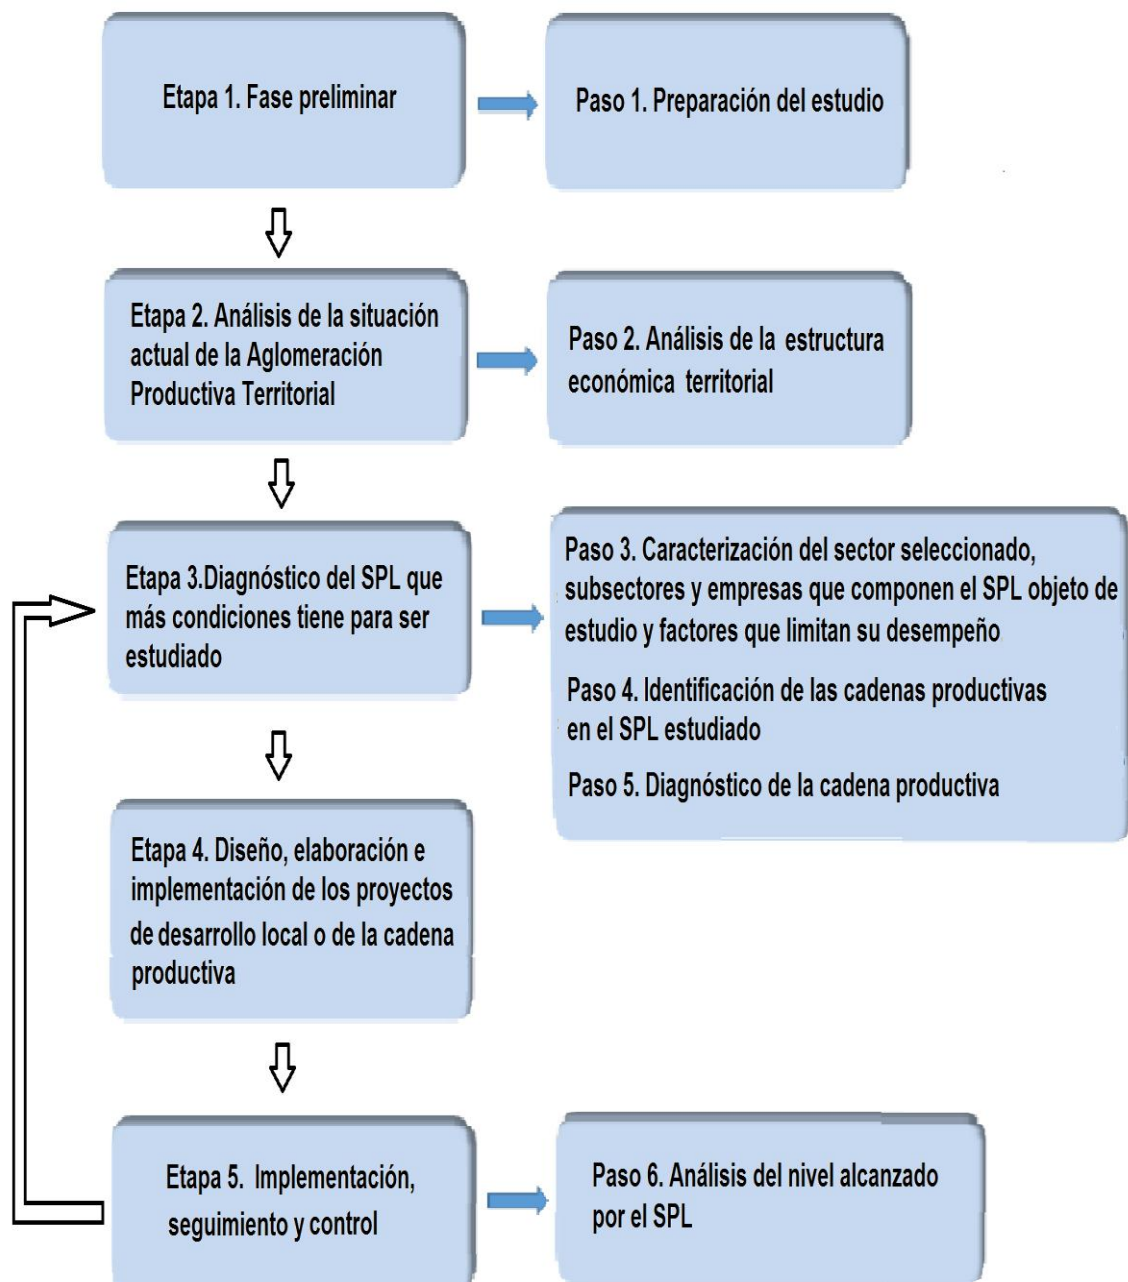 Etapa 1. Fase preliminar
Paso 1. Preparación del estudio
Etapa 2. Análisis de la situación
actual de la Aglomeración
Productiva Territorial
Paso 2. Análisis de la estructura
económica territorial
Etapa 3.Diagnóstico del SPL que
más condiciones tiene para ser
estudiado
Paso 3. Caracterización del sector seleccionado,
subsectores y empresas que componen el SPL objeto de
estudio y factores que limitan su desempeño
Paso 4. Identificación de las cadenas productivas
en el SPL estudiado
Paso 5. Diagnóstico de la cadena productiva
Etapa 4. Diseño, elaboración e
implementación de los proyectos
de desarrollo local o de la cadena
productiva
Etapa 5. Implementación,
seguimiento y control
Paso 6. Análisis del nivel alcanzado
por el SPL